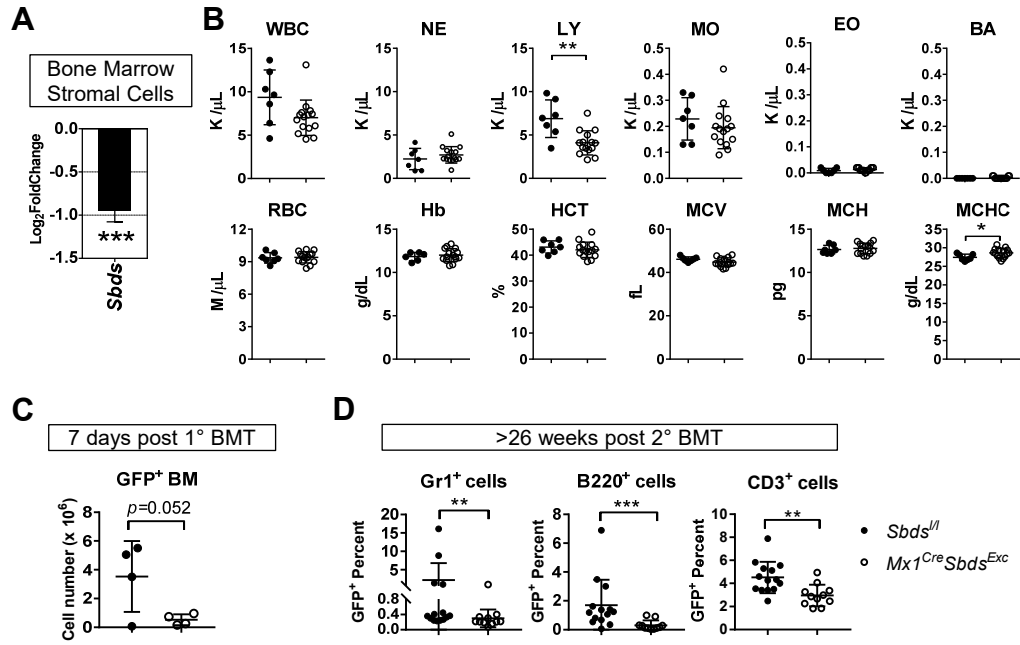 A
Bone Marrow
Stromal Cells
Log₂FoldChange
0.0
-0.5
-1.0
-1.5
***
Sbds
B
WBC
K /µL
15
10
5
0
NE
K /µL
15
10
5
0
LY
**
K /µL
15
10
5
0
MO
K /µL
0.5
0.4
0.3
0.2
0.1
0.0
EO
K /µL
0.5
0.4
0.3
0.2
0.1
0.0
BA
K /µL
0.5
0.4
0.3
0.2
0.1
0.0
RBC
M /µL
12
9
6
3
0
Hb
g/dL
15
10
5
0
HCT
%
50
40
30
20
10
0
MCV
fL
60
40
20
0
MCH
pg
15
10
5
0
MCHC
*
g/dL
35
30
25
20
15
10
5
0
C
7 days post 1° BMT
GFP⁺ BM
p=0.052
Cell number (x 10⁶)
8
6
4
2
0
D
>26 weeks post 2° BMT
Gr1⁺ cells
**
GFP⁺ Percent
20
15
10
5
0.8
0.4
0.0
B220⁺ cells
***
GFP⁺ Percent
8
6
4
2
0
CD3⁺ cells
**
GFP⁺ Percent
10
8
6
4
2
0
Sbds^l/l
Mx1^Cre Sbds^Exc